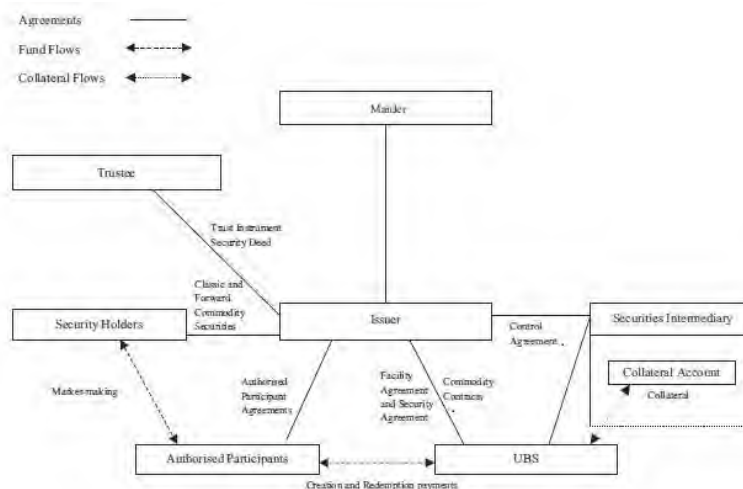 Agreements
Fund Flows
Collateral Flows
Master
Trustee
Trust Instrument
Security Deed
Classic and
Forward
Commodity
Securities
Security Holders
Issuer
Control
Agreement
Securities Intermediary
Collateral Account
Collateral
Market-making
Authorised
Participant
Agreements
Facility
Agreement
and Security
Agreement
Commodity
Contracts
Authorised Participants
UBS
Creation and Redemption payments